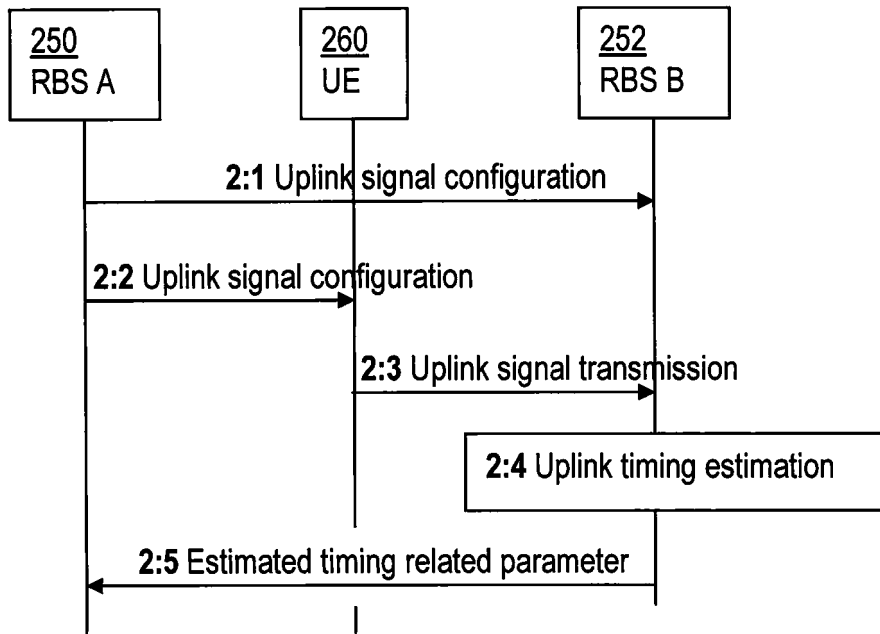 250
RBS A
260
UE
252
RBS B
2:1 Uplink signal configuration
2:2 Uplink signal configuration
2:3 Uplink signal transmission
2:4 Uplink timing estimation
2:5 Estimated timing related parameter